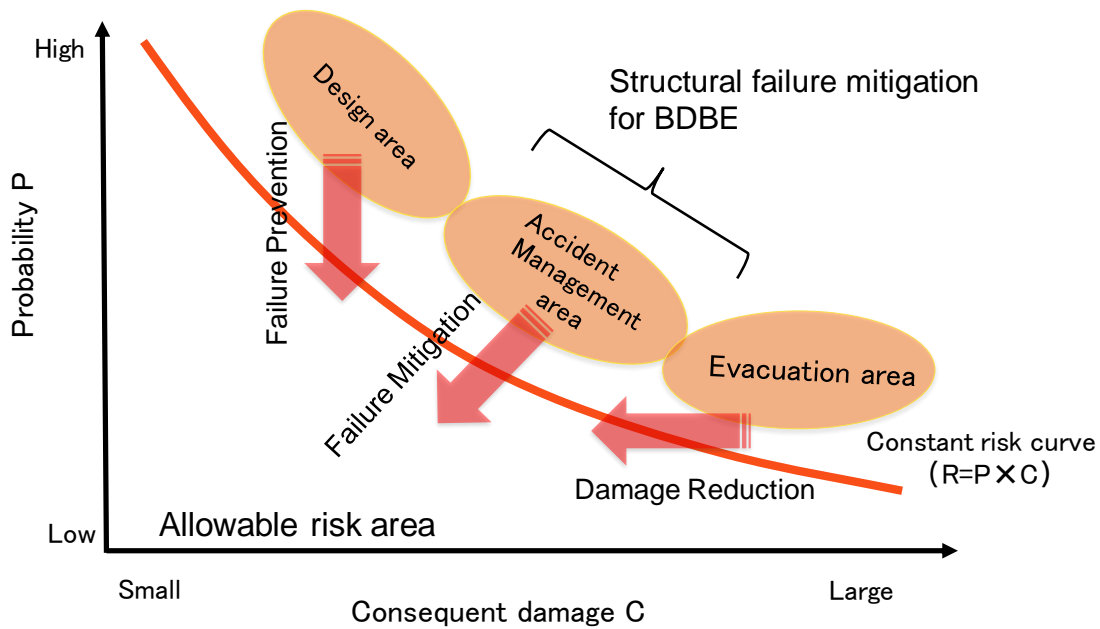 High
Probability P
Low
Design area
Failure Prevention
Structural failure mitigation
for BDBE
Accident
Management
area
Failure Mitigation
Evacuation area
Constant risk curve
(R=P×C)
Damage Reduction
Allowable risk area
Small
Large
Consequent damage C